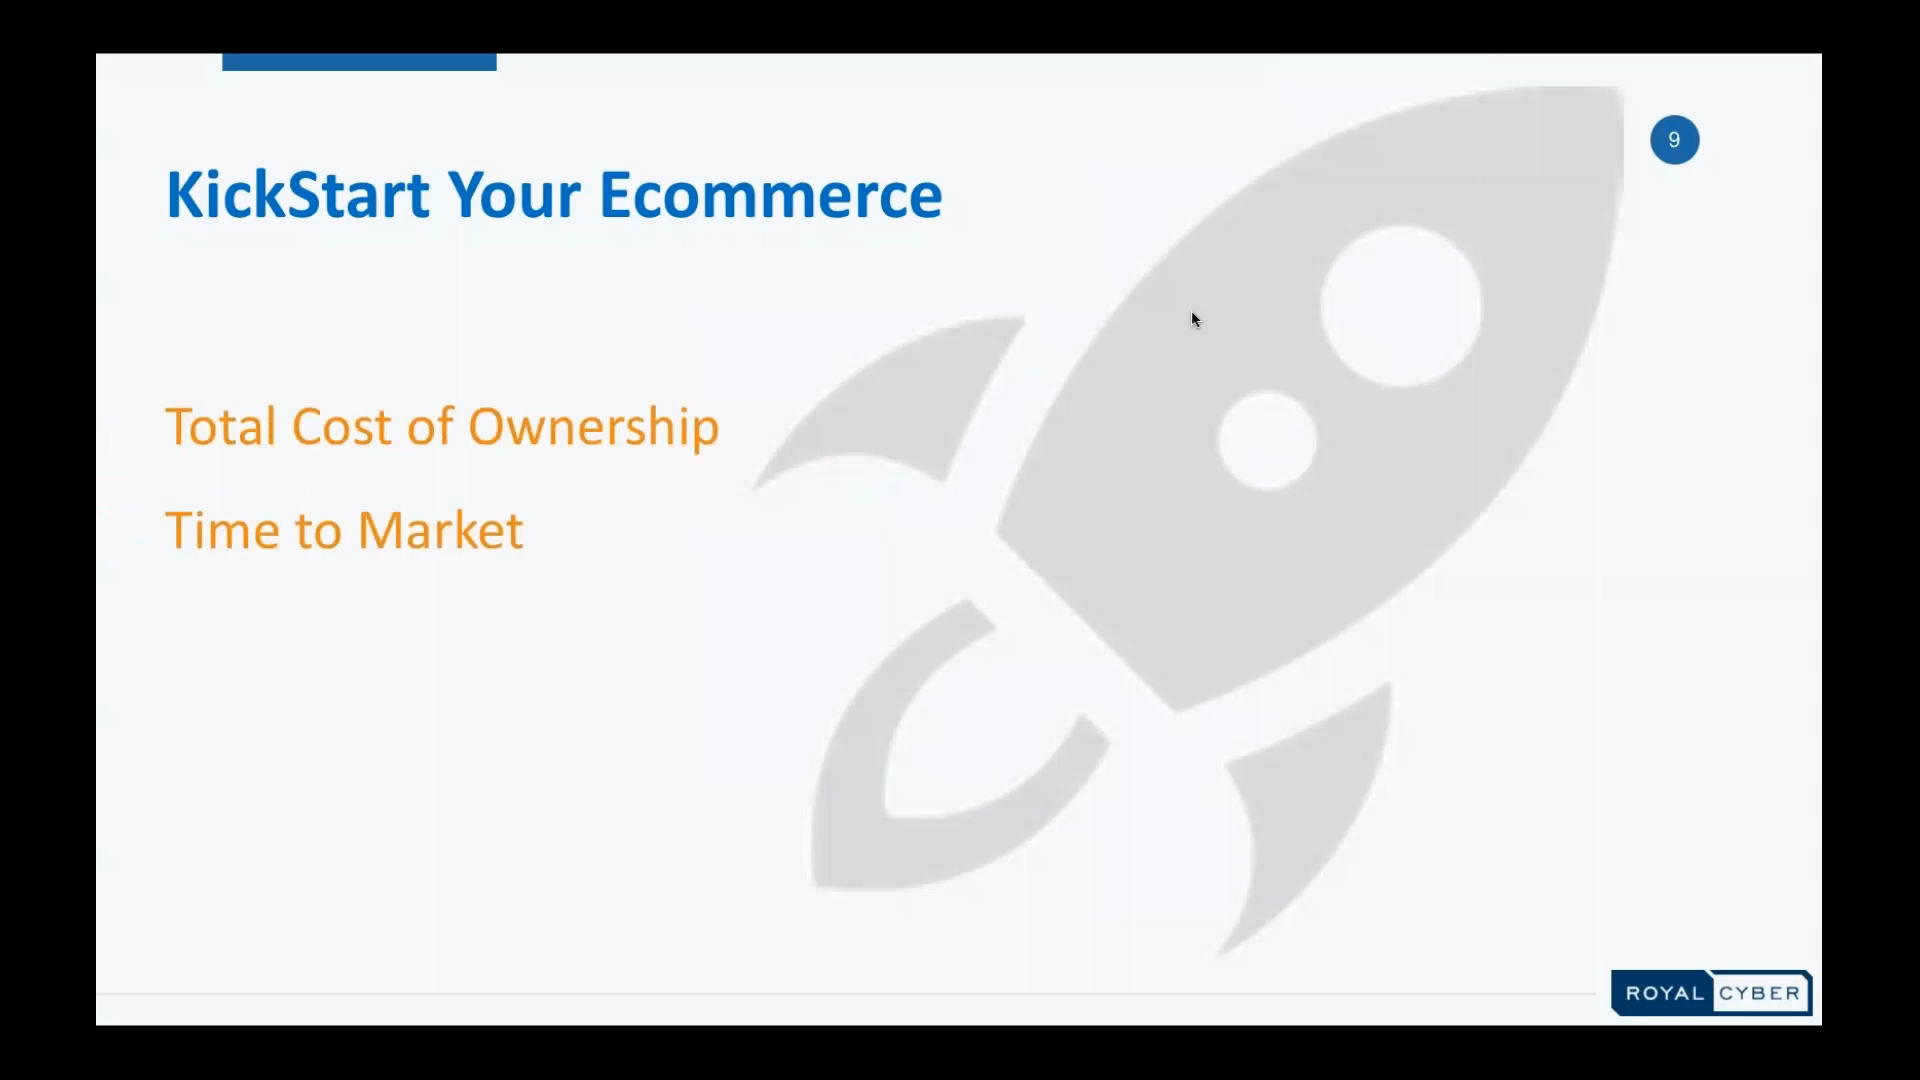 9
KickStart Your Ecommerce
Total Cost of Ownership
Time to Market
ROYAL CYBER